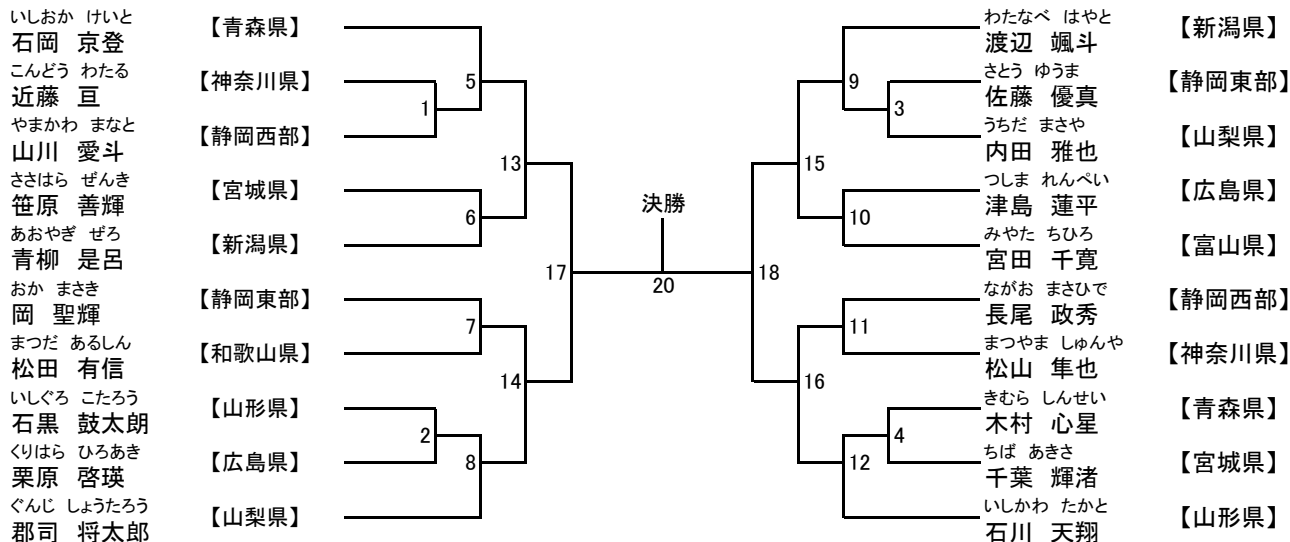 いしおか けいと
石岡 京登 【青森県】
こんどう わたる
近藤 亘 【神奈川県】
やまかわ まなと
山川 愛斗 【静岡西部】
ささはら ぜんき
笹原 善輝 【宮城県】
あおやぎ ぜろ
青柳 是呂 【新潟県】
おか まさき
岡 聖輝 【静岡東部】
まつだ あるしん
松田 有信 【和歌山県】
いしぐろ こたろう
石黒 鼓太朗 【山形県】
くりはら ひろあき
栗原 啓瑛 【広島県】
ぐんじ しょうたろう
郡司 将太郎 【山梨県】
5
1
13
6
17
7
14
2
8
決勝
20
9
3
15
10
18
11
16
4
12
わたなべ はやと
渡辺 颯斗 【新潟県】
さとう ゆうま
佐藤 優真 【静岡東部】
うちだ まさや
内田 雅也 【山梨県】
つしま れんぺい
津島 蓮平 【広島県】
みやた ちひろ
宮田 千寛 【富山県】
ながお まさひで
長尾 政秀 【静岡西部】
まつやま しゅんや
松山 隼也 【神奈川県】
きむら しんせい
木村 心星 【青森県】
ちば あきさ
千葉 輝渚 【宮城県】
いしかわ たかと
石川 天翔 【山形県】